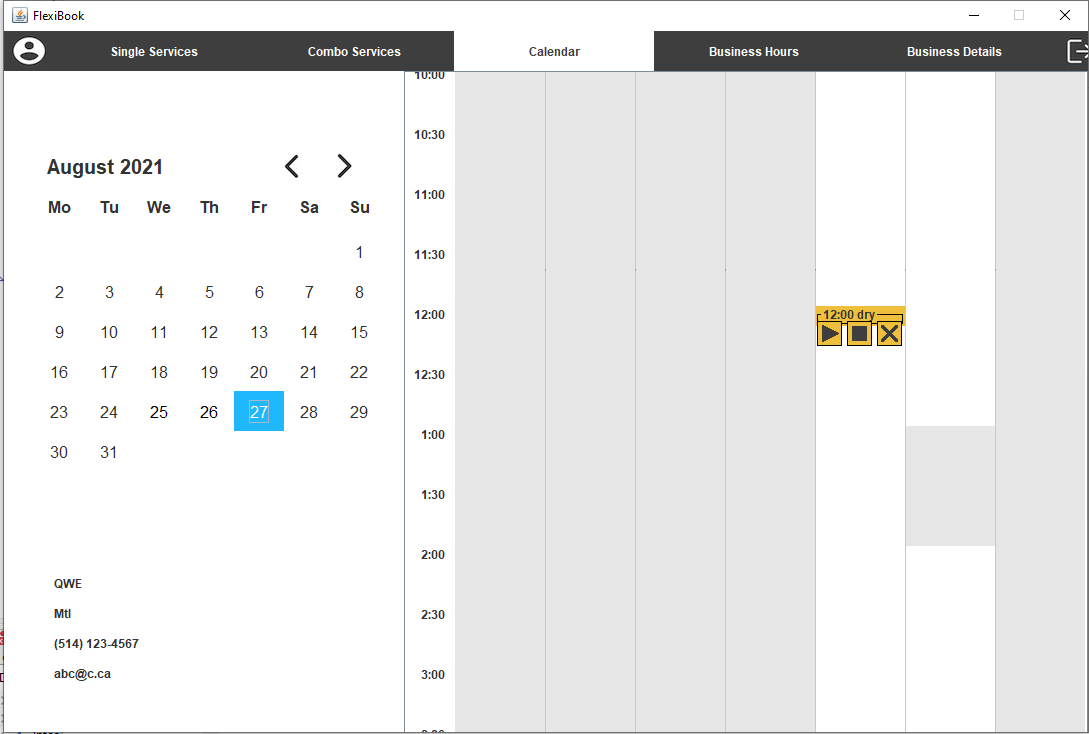 FlexiBook
Single Services Combo Services Calendar Business Hours Business Details
August 2021
Mo Tu We Th Fr Sa Su
1
2 3 4 5 6 7 8
9 10 11 12 13 14 15
16 17 18 19 20 21 22
23 24 25 26 27 28 29
30 31
QWE
Mtl
(514) 123-4567
abc@c.ca
10:00
10:30
11:00
11:30
12:00
12:00 dry
12:30
1:00
1:30
2:00
2:30
3:00